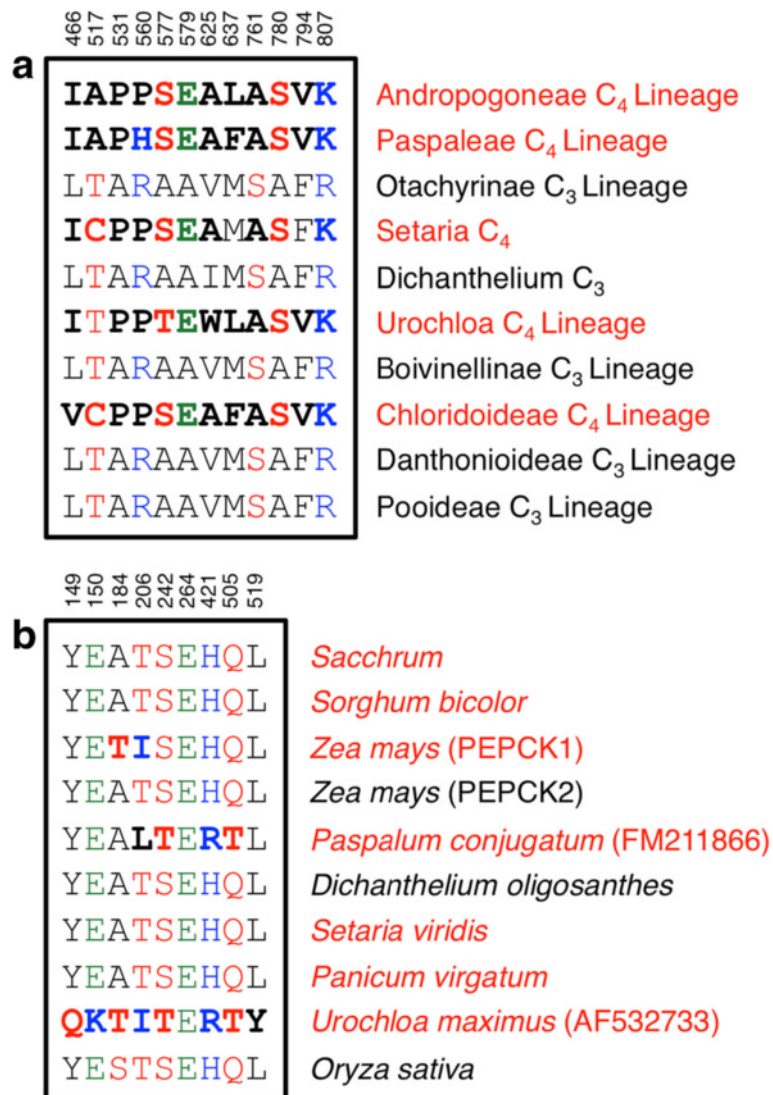 466 517 531 560 577 579 625 637 761 780 794 807
a
IAPPSEALASVK Andropogoneae C₄ Lineage
IAPHSEAFASVK Paspaleae C₄ Lineage
LTARAAVMSAFR Otachyrinae C₃ Lineage
ICPPSEAMASFK Setaria C₄
LTARAAIMSAFR Dichanthelium C₃
ITPPTEWLASVK Urochloa C₄ Lineage
LTARAAVMSAFR Boivinellinae C₃ Lineage
VCPPSEAFASVK Chloridoideae C₄ Lineage
LTARAAVMSAFR Danthonioideae C₃ Lineage
LTARAAVMSAFR Pooideae C₃ Lineage
149 150 184 206 242 264 421 505 519
b
YEATSEHQL Sacchrum
YEATSEHQL Sorghum bicolor
YETISEHQL Zea mays (PEPCK1)
YEATSEHQL Zea mays (PEPCK2)
YEALTERTL Paspalum conjugatum (FM211866)
YEATSEHQL Dichanthelium oligosanthes
YEATSEHQL Setaria viridis
YEATSEHQL Panicum virgatum
QKTITERTY Urochloa maximus (AF532733)
YESTSEHQL Oryza sativa